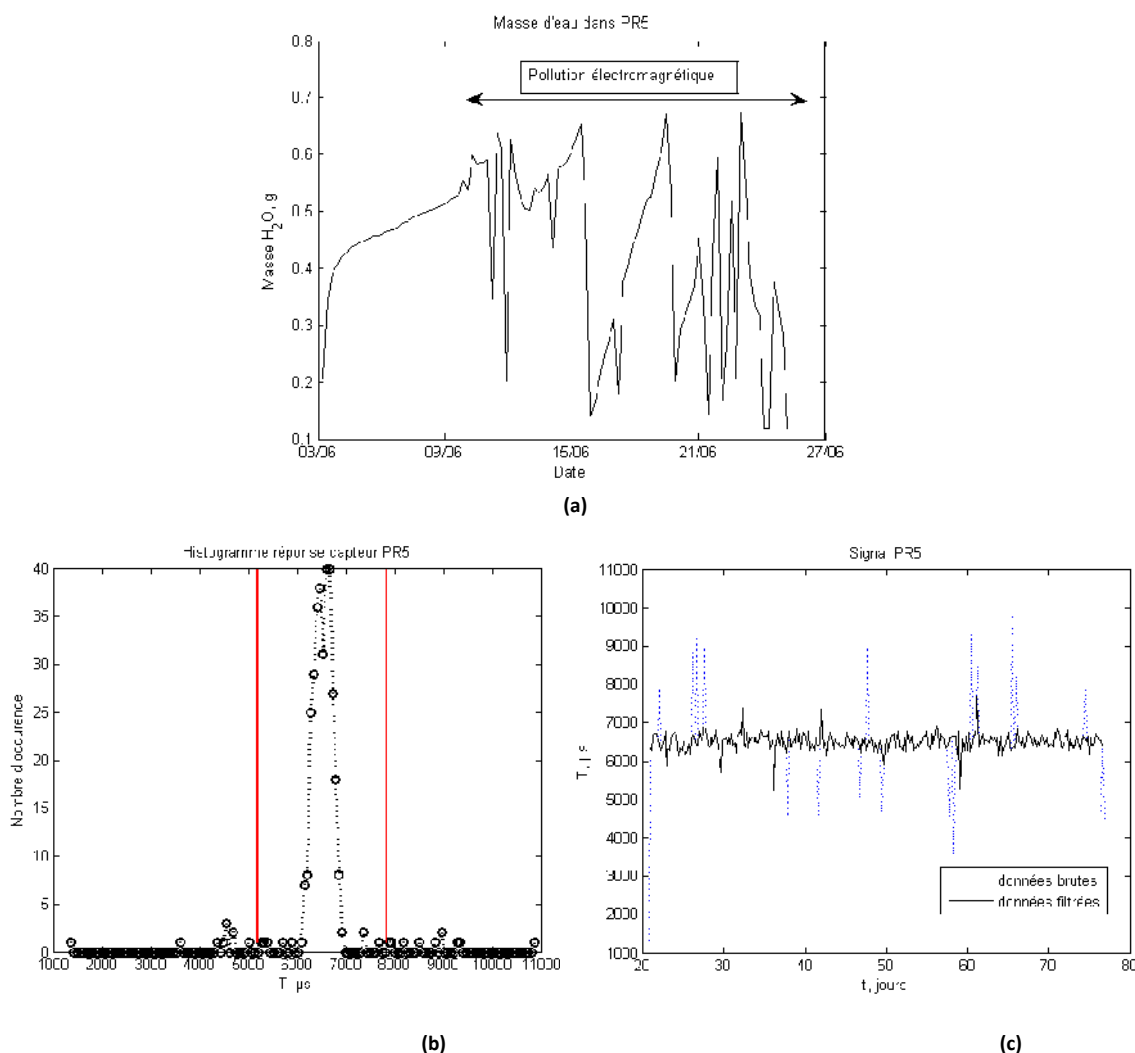 Masse d'eau dans PR5
0.8
0.7
0.6
0.5
0.4
0.3
0.2
0.1
Masse H2O, g
Pollution électromagnétique
03/06 09/06 15/06 21/06 27/06
Date
(a)
Histogramme réponse capteur PR5
40
35
30
25
20
15
10
5
0
Nombre d'occurence
1000 2000 3000 4000 5000 6000 7000 8000 9000 10000 11000
T, µs
(b)
Signal PR5
11000
10000
9000
8000
7000
6000
5000
4000
3000
2000
1000
T, µs
données brutes
données filtrées
20 30 40 50 60 70 80
t, jours
(c)